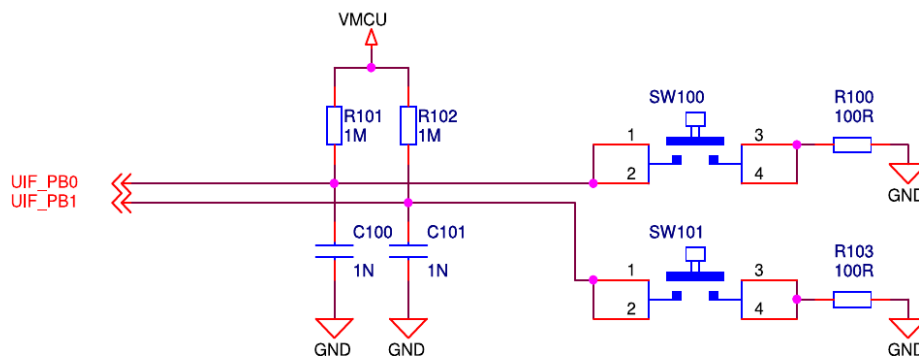 VMCU
R101
1M
R102
1M
SW100
R100
100R
1
2
3
4
GND
UIF_PB0
UIF_PB1
C100
1N
C101
1N
SW101
R103
100R
1
2
3
4
GND
GND
GND